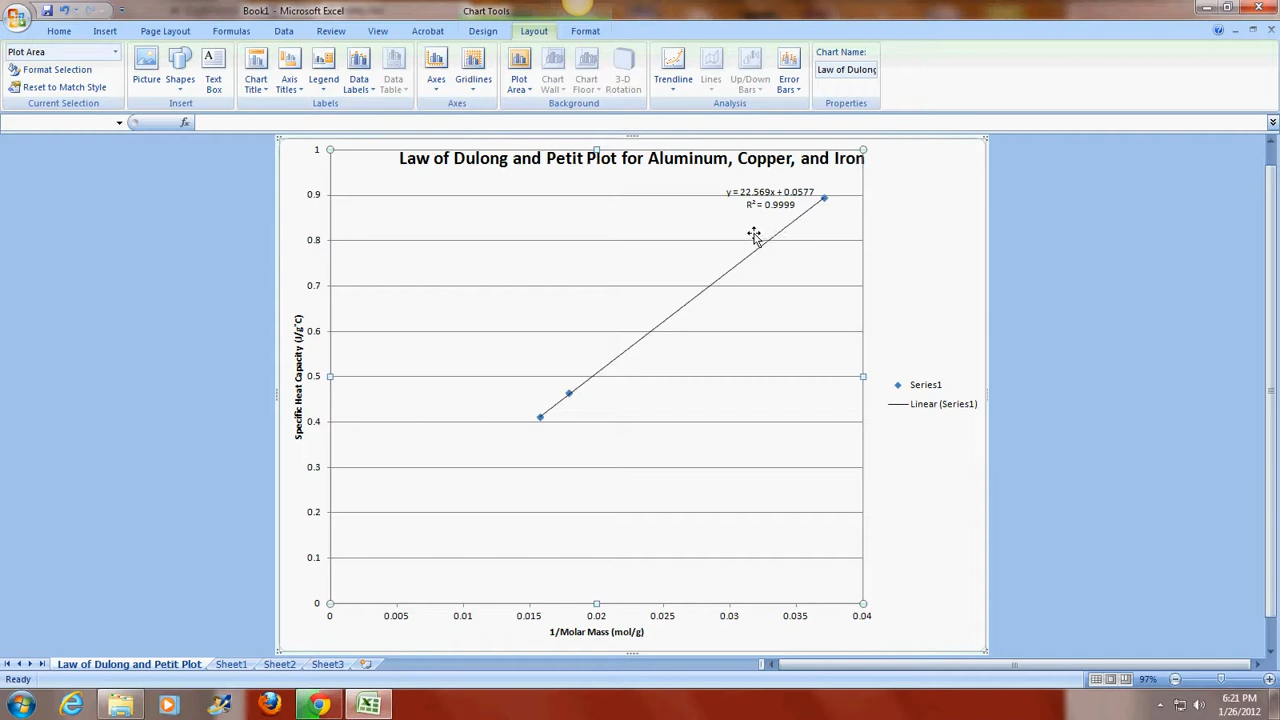 Book1 - Microsoft Excel
Chart Tools
Home Insert Page Layout Formulas Data Review View Acrobat Design Layout Format
Plot Area
Format Selection
Reset to Match Style
Current Selection
Picture Shapes Text Box
Insert
Chart Title Axis Titles Legend Data Labels Data Table
Labels
Axes Gridlines
Axes
Plot Area Chart Wall Chart Floor 3-D Rotation
Background
Trendline Lines Up/Down Bars Error Bars
Analysis
Chart Name:
Law of Dulong
Properties
fx
Law of Dulong and Petit Plot for Aluminum, Copper, and Iron
y = 22.569x + 0.0577
R² = 0.9999
1
0.9
0.8
0.7
0.6
0.5
0.4
0.3
0.2
0.1
0
Specific Heat Capacity (J/g°C)
0 0.005 0.01 0.015 0.02 0.025 0.03 0.035 0.04
1/Molar Mass (mol/g)
Series1
Linear (Series1)
Law of Dulong and Petit Plot Sheet1 Sheet2 Sheet3
Ready
97%
6:21 PM
1/26/2012